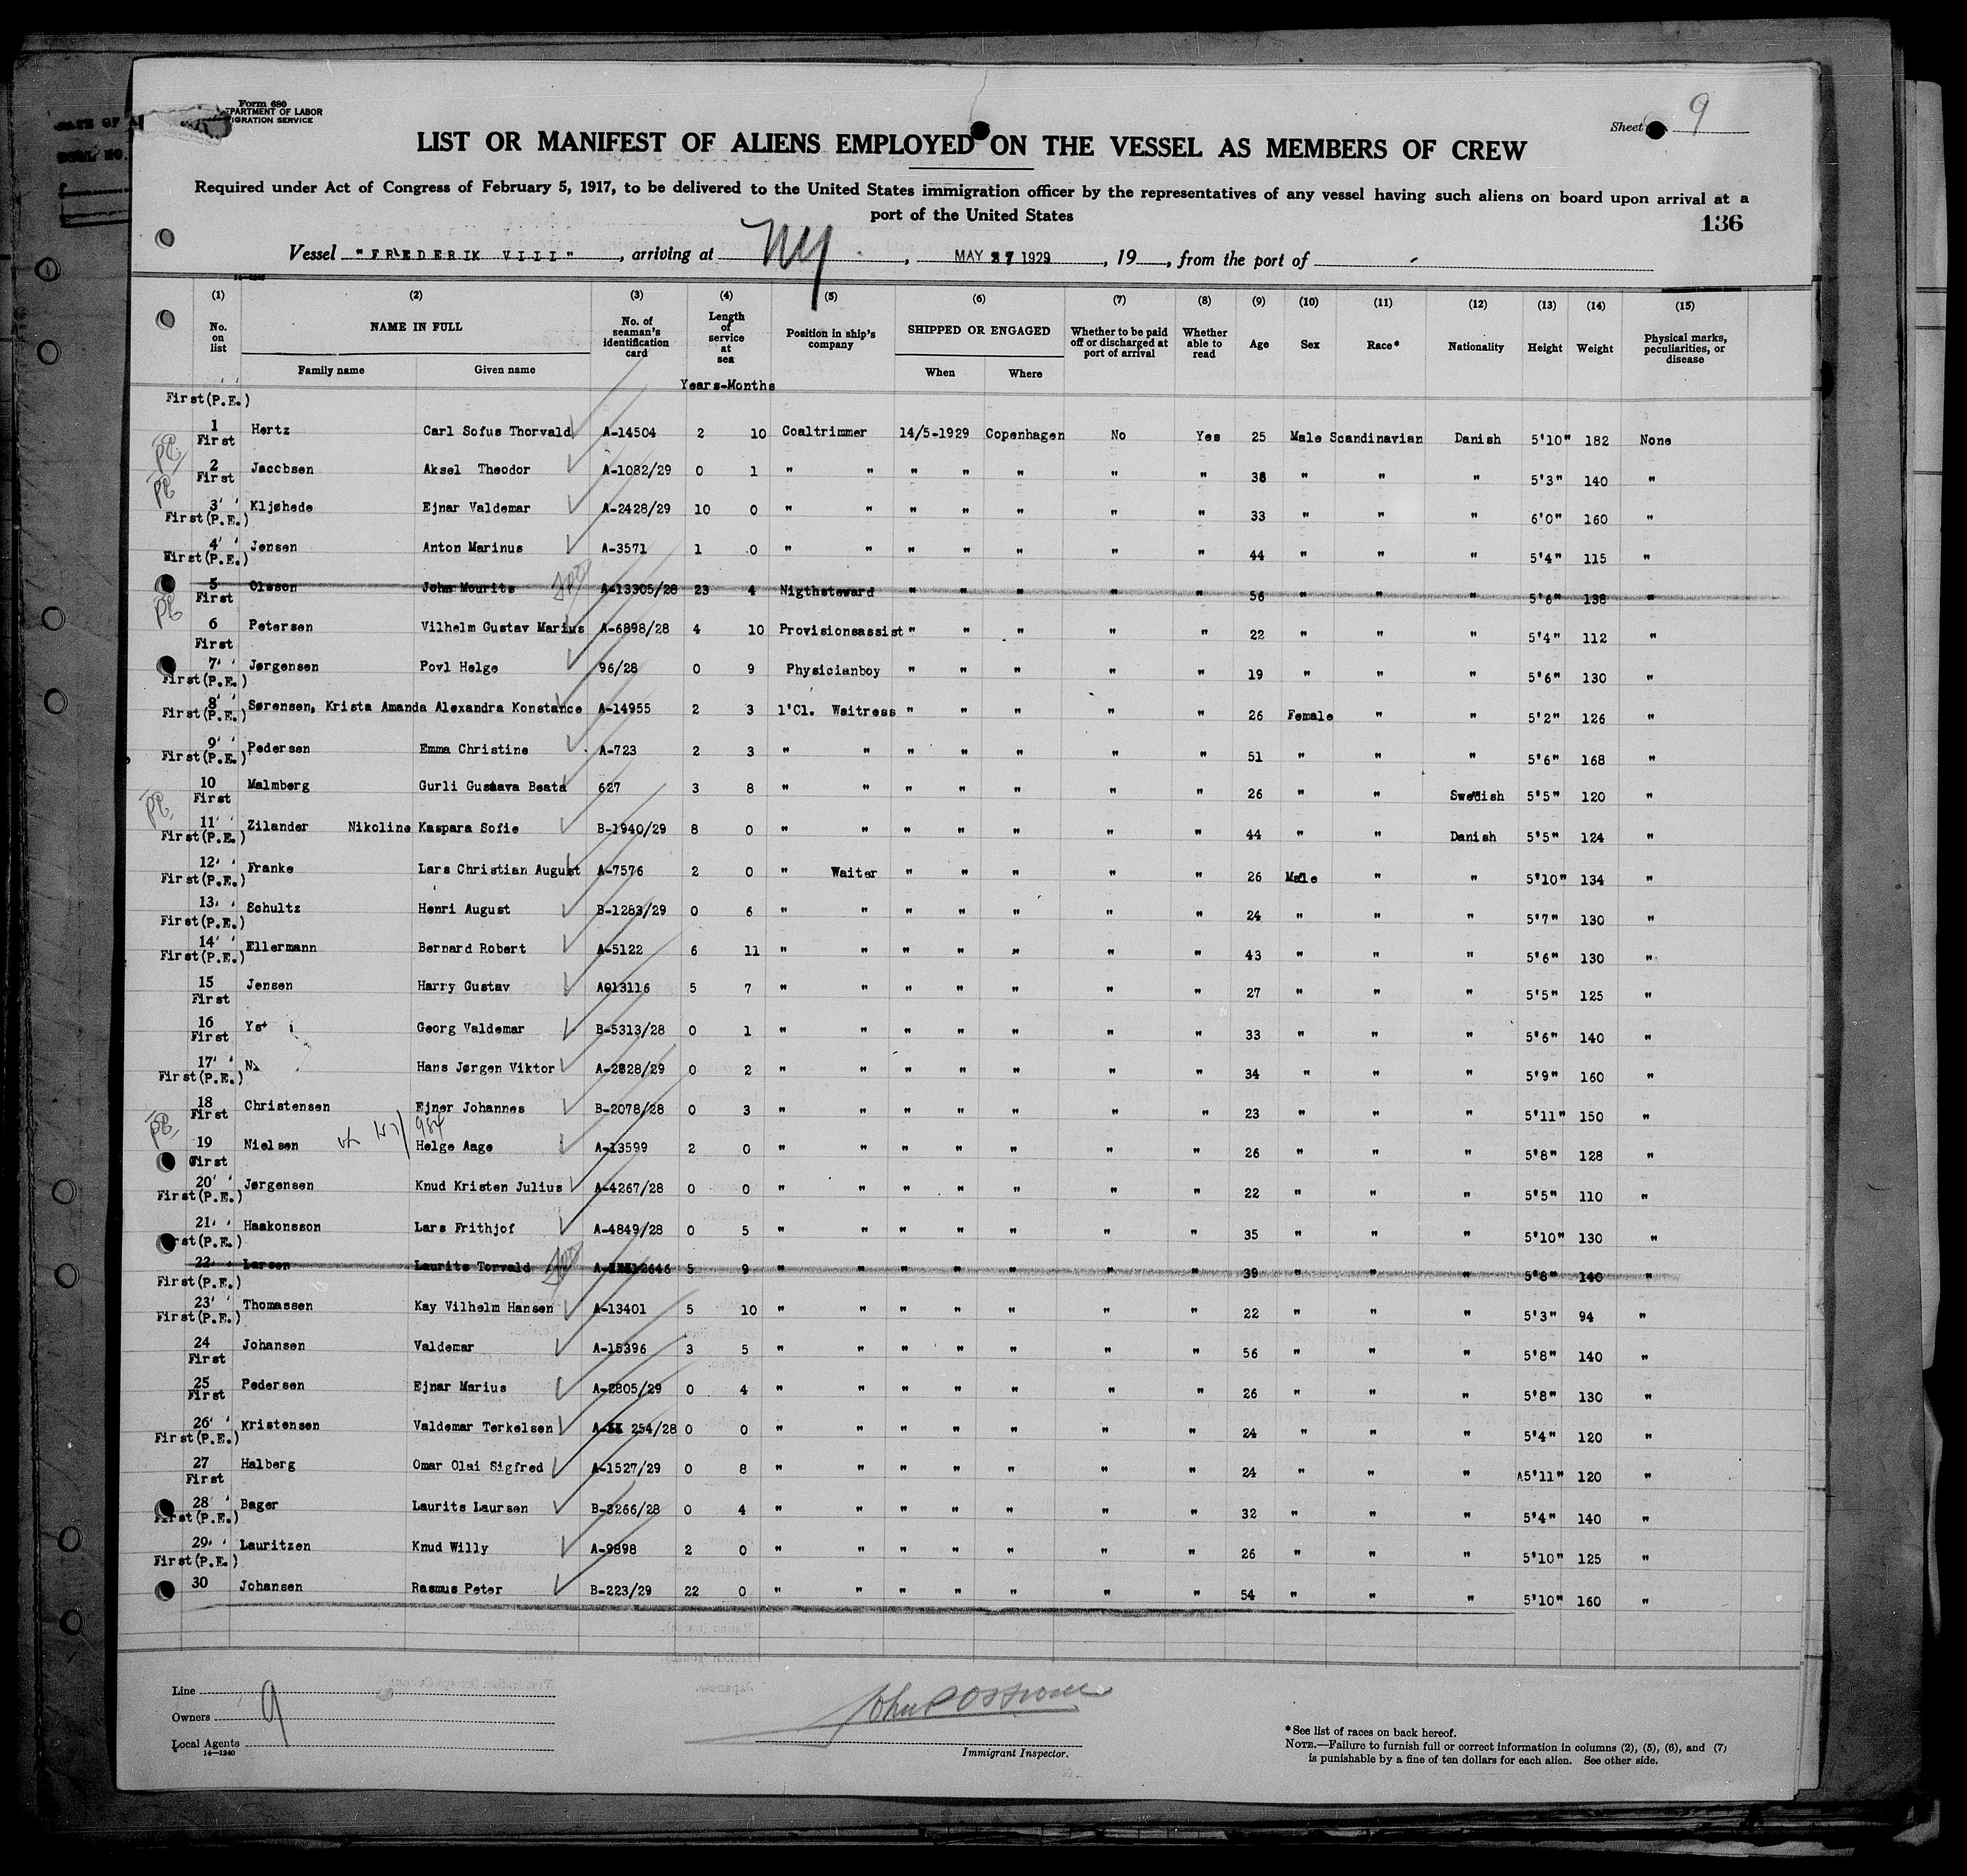 Form 680
PARTMENT OF LABOR
IGRATION SERVICE
Sheet 9
LIST OR MANIFEST OF ALIENS EMPLOYED ON THE VESSEL AS MEMBERS OF CREW
Required under Act of Congress of February 5, 1917, to be delivered to the United States immigration officer by the representatives of any vessel having such aliens on board upon arrival at a
port of the United States
136
Vessel "FREDERIK VIII", arriving at NY, MAY 27 1929, 19, from the port of
(1) (2) (3) (4) (5) (6) (7) (8) (9) (10) (11) (12) (13) (14) (15)
No. on list NAME IN FULL Family name Given name No. of seaman's identification card Length of service at sea Position in ship's company SHIPPED OR ENGAGED When Where Whether to be paid off or discharged at port of arrival Whether able to read Age Sex Race* Nationality Height Weight Physical marks, peculiarities, or disease
Years-Months
First(P.E.)
1 Hertz Carl Sofus Thorvald A-14504 2 10 Coaltrimmer 14/5-1929 Copenhagen No Yes 25 Male Scandinavian Danish 5'10" 182 None
First
2 Jacobsen Aksel Theodor A-1082/29 0 1 " " " " " " " 38 " " " 5'3" 140 "
First
3 Kljøhede Ejnar Valdemar A-2428/29 10 0 " " " " " " " 33 " " " 6'0" 160 "
First(P.E.)
4 Jensen Anton Marinus A-3571 1 0 " " " " " " " 44 " " " 5'4" 115 "
First(P.E.)
5 Olsson John Mourits A-13305/28 23 4 Nigthsteward " " " " " 56 " " " 5'6" 138 "
First
6 Petersen Vilhelm Gustav Marius A-6898/28 4 10 Provisionsassist " " " " " 22 " " " 5'4" 112 "
First
7 Jørgensen Povl Helge 96/28 0 9 Physicianboy " " " " " 19 " " " 5'6" 130 "
First(P.E.)
8 Sørensen, Krista Amanda Alexandra Konstance A-14955 2 3 1'Cl. Waitress " " " " " 26 Female " " 5'2" 126 "
First(P.E.)
9 Pedersen Emma Christine A-723 2 3 " " " " " " " 51 " " " 5'6" 168 "
First(P.E.)
10 Malmberg Gurli Gustava Beata 627 3 8 " " " " " " " 26 " " Swedish 5'5" 120 "
First
11 Zilander Nikoline Kaspara Sofie B-1940/29 8 0 " " " " " " " 44 " " Danish 5'5" 124 "
First(P.E.)
12 Franke Lars Christian August A-7576 2 0 " Waiter " " " " " 26 Male " " 5'10" 134 "
First(P.E.)
13 Schultz Henri August B-1283/29 0 6 " " " " " " " 24 " " " 5'7" 130 "
First(P.E.)
14 Ellermann Bernard Robert A-5122 6 11 " " " " " " " 43 " " " 5'6" 130 "
First(P.E.)
15 Jensen Harry Gustav A013116 5 7 " " " " " " " 27 " " " 5'5" 125 "
First
16 Georg Valdemar B-5313/28 0 1 " " " " " " " 33 " " " 5'6" 140 "
First
17 Hans Jørgen Viktor A-2828/29 0 2 " " " " " " " 34 " " " 5'9" 160 "
First(P.E.)
18 Christensen Ejner Johannes B-2078/28 0 3 " " " " " " " 23 " " " 5'11" 150 "
First
19 Nielsen Helge Aage A-13599 2 0 " " " " " " " 26 " " " 5'8" 128 "
First
20 Jørgensen Knud Kristen Julius A-4267/28 0 0 " " " " " " " 22 " " " 5'5" 110 "
First(P.E.)
21 Haakonsson Lars Frithjof A-4849/28 0 5 " " " " " " " 35 " " " 5'10" 130 "
rst(P.E.)
22 Larsen Laurits Torvald A-12646 5 9 " " " " " " " 39 " " " 5'8" 140 "
First(P.E.)
23 Thomassen Kay Vilhelm Hansen A-13401 5 10 " " " " " " " 22 " " " 5'3" 94 "
First(P.E.)
24 Johansen Valdemar A-15396 3 5 " " " " " " " 56 " " " 5'8" 140 "
First
25 Pedersen Ejnar Marius A-2805/29 0 4 " " " " " " " 26 " " " 5'8" 130 "
First
26 Kristensen Valdemar Terkelsen A- 254/28 0 0 " " " " " " " 24 " " " 5'4" 120 "
First(P.E.)
27 Halberg Omar Olai Sigfred A-1527/29 0 8 " " " " " " " 24 " " " 5'11" 120 "
First
28 Bager Laurits Laursen B-3266/28 0 4 " " " " " " " 32 " " " 5'4" 140 "
First(P.E.)
29 Lauritzen Knud Willy A-9898 2 0 " " " " " " " 26 " " " 5'10" 125 "
First(P.E.)
30 Johansen Rasmus Peter B-223/29 22 0 " " " " " " " 54 " " " 5'10" 160 "
Line
Owners 9
Local Agents
14—1240
Immigrant Inspector.
*See list of races on back hereof.
NOTE.—Failure to furnish full or correct information in columns (2), (5), (6), and (7)
is punishable by a fine of ten dollars for each alien. See other side.